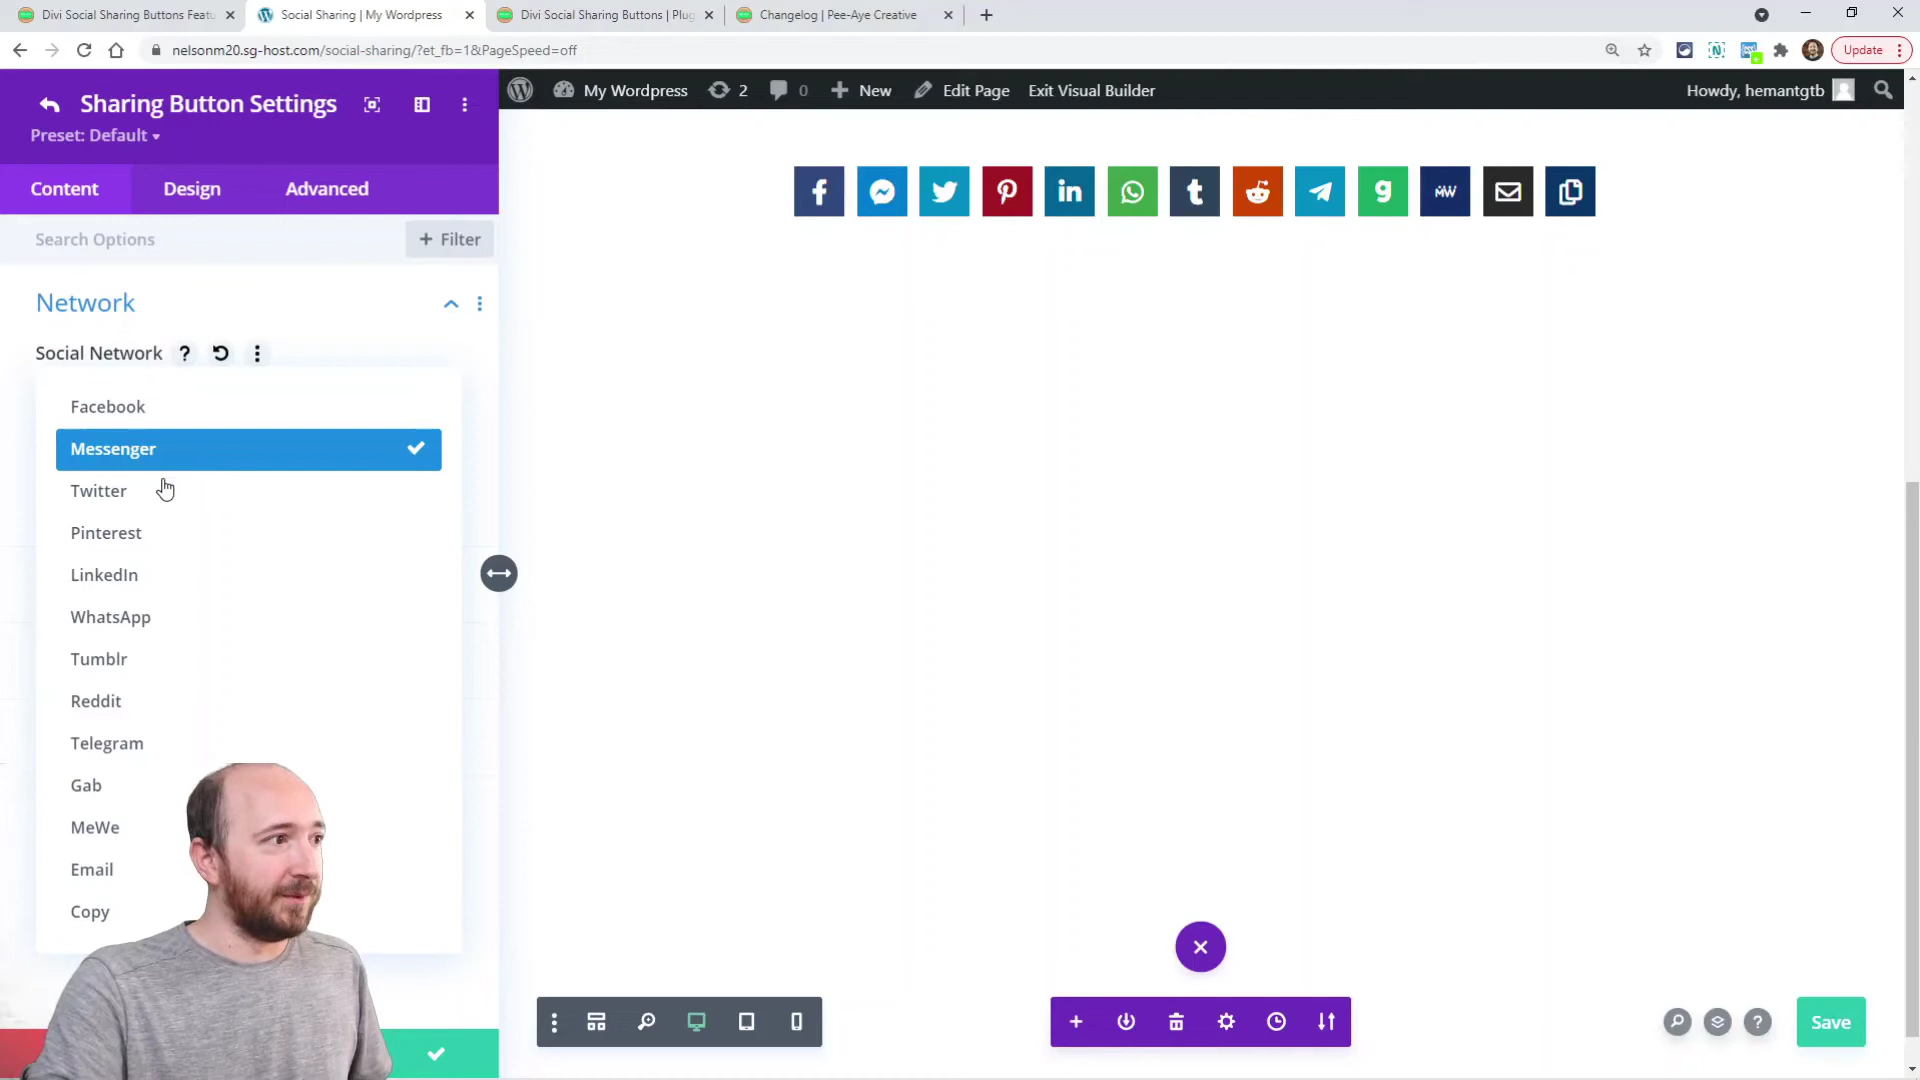 Divi Social Sharing Buttons Featu
Social Sharing | My Wordpress
Divi Social Sharing Buttons | Plug
Changelog | Pee-Aye Creative
nelsonm20.sg-host.com/social-sharing/?et_fb=1&PageSpeed=off
Update
Sharing Button Settings
Preset: Default
My Wordpress
2
0
New
Edit Page
Exit Visual Builder
Howdy, hemantgtb
Content
Design
Advanced
Search Options
+ Filter
Network
Social Network
Facebook
Messenger
Twitter
Pinterest
LinkedIn
WhatsApp
Tumblr
Reddit
Telegram
Gab
MeWe
Email
Copy
Save